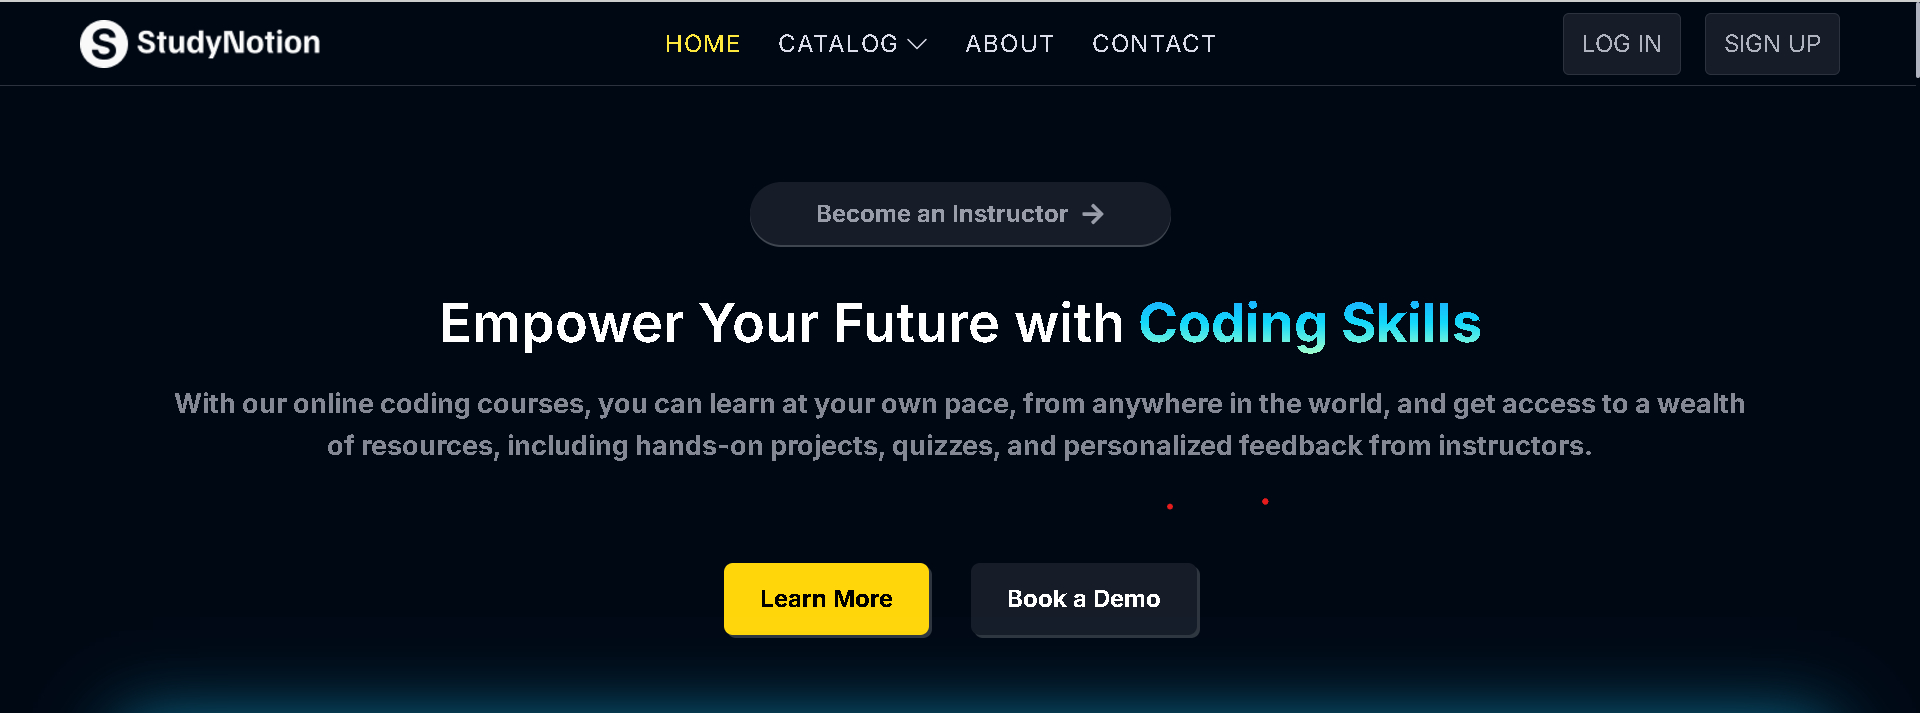 S StudyNotion
HOME CATALOG ABOUT CONTACT
LOG IN SIGN UP
Become an Instructor →
Empower Your Future with Coding Skills
With our online coding courses, you can learn at your own pace, from anywhere in the world, and get access to a wealth
of resources, including hands-on projects, quizzes, and personalized feedback from instructors.
Learn More Book a Demo